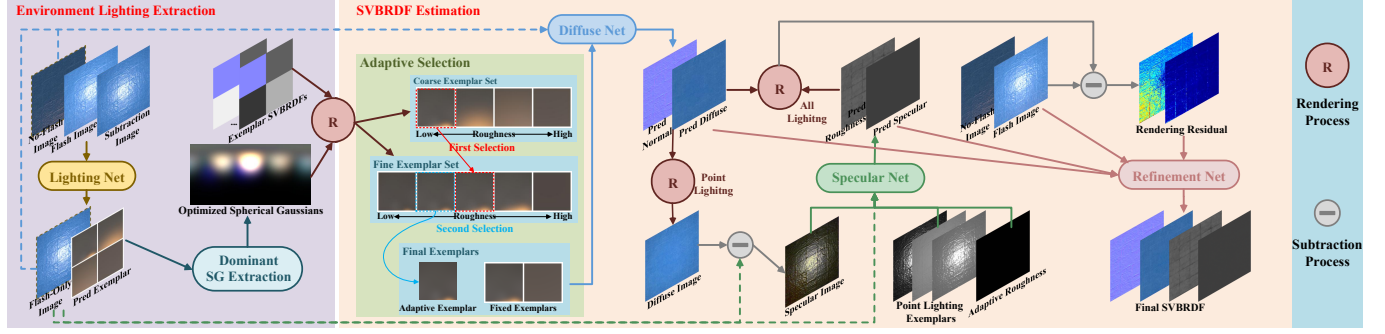 Environment Lighting Extraction
SVBRDF Estimation
No-Flash
Image
Flash Image
Subtraction Image
Lighting Net
Flash-Only
Image
Pred Exemplar
...
Exemplar SVBRDFs
Optimized Spherical Gaussians
Dominant
SG Extraction
R
Adaptive Selection
Coarse Exemplar Set
Low
Roughness
High
First Selection
Fine Exemplar Set
Low
Roughness
High
Second Selection
Final Exemplars
Adaptive Exemplar
Fixed Exemplars
Diffuse Net
Pred
Normal
Pred Diffuse
R
All
Lighitng
R
Point
Lighitng
Diffuse Image
Specular Image
Pred
Roughness
Pred Specular
Specular Net
Point Lighting
Exemplars
Adaptive Roughness
No-Flash
Image
Flash Image
Rendering Residual
Refinement Net
Final SVBRDF
R
Rendering
Process
Subtraction
Process